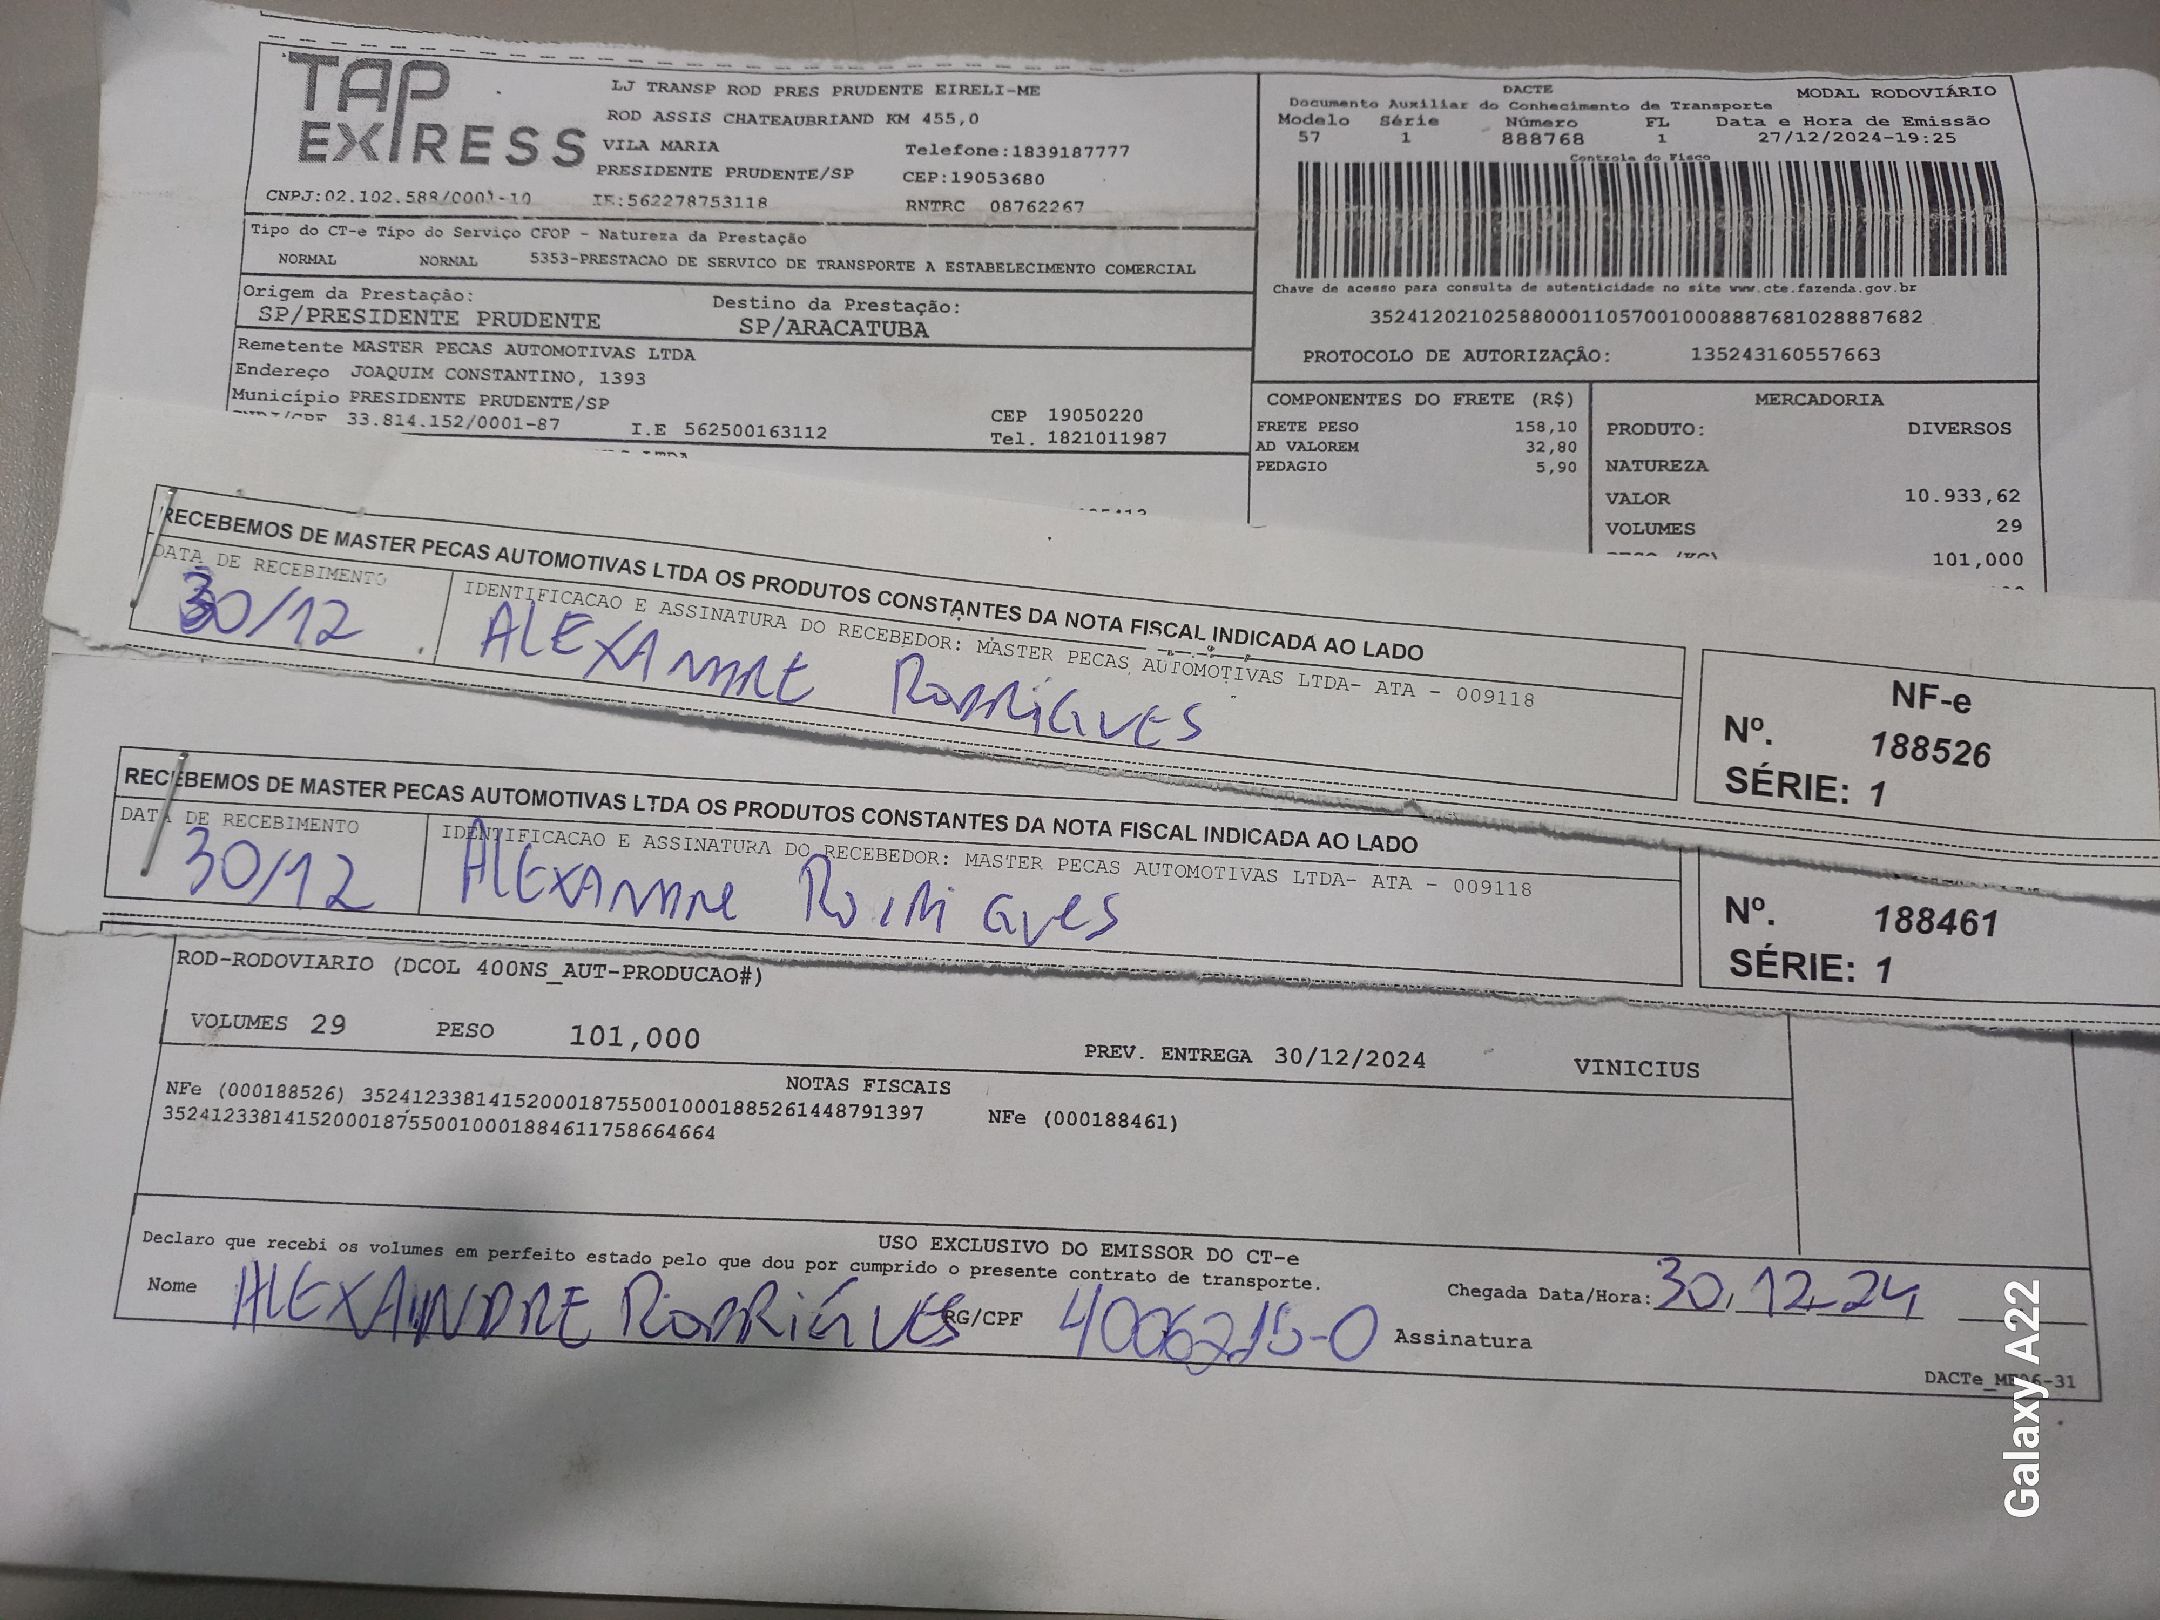 TAP EXPRESS
LJ TRANSP ROD PRES PRUDENTE EIRELI-ME
ROD ASSIS CHATEAUBRIAND KM 455,0
VILA MARIA Telefone:1839187777
PRESIDENTE PRUDENTE/SP CEP:19053680
CNPJ:02.102.588/0001-10 IE:562278753118 RNTRC 08762267
DACTE MODAL RODOVIÁRIO
Documento Auxiliar do Conhecimento de Transporte
Modelo Série Número FL Data e Hora de Emissão
57 1 888768 1 27/12/2024-19:25
Controle do Fisco
Chave de acesso para consulta de autenticidade no site www.cte.fazenda.gov.br
35241202102588000110570010008887681028887682
PROTOCOLO DE AUTORIZAÇÂO: 135243160557663
Tipo do CT-e Tipo do Serviço CFOP - Natureza da Prestação
NORMAL NORMAL 5353-PRESTACAO DE SERVICO DE TRANSPORTE A ESTABELECIMENTO COMERCIAL
Origem da Prestação: Destino da Prestação:
SP/PRESIDENTE PRUDENTE SP/ARACATUBA
Remetente MASTER PECAS AUTOMOTIVAS LTDA
Endereço JOAQUIM CONSTANTINO, 1393
Município PRESIDENTE PRUDENTE/SP CEP 19050220
33.814.152/0001-87 I.E 562500163112 Tel. 1821011987
COMPONENTES DO FRETE (R$)
FRETE PESO 158,10
AD VALOREM 32,80
PEDAGIO 5,90
MERCADORIA
PRODUTO: DIVERSOS
NATUREZA
VALOR 10.933,62
VOLUMES 29
101,000
RECEBEMOS DE MASTER PECAS AUTOMOTIVAS LTDA OS PRODUTOS CONSTANTES DA NOTA FISCAL INDICADA AO LADO
DATA DE RECEBIMENTO IDENTIFICACAO E ASSINATURA DO RECEBEDOR: MASTER PECAS AUTOMOTIVAS LTDA- ATA - 009118
30/12 ALEXANDRE RODRIGUES
NF-e
Nº. 188526
SÉRIE: 1
RECEBEMOS DE MASTER PECAS AUTOMOTIVAS LTDA OS PRODUTOS CONSTANTES DA NOTA FISCAL INDICADA AO LADO
DATA DE RECEBIMENTO IDENTIFICACAO E ASSINATURA DO RECEBEDOR: MASTER PECAS AUTOMOTIVAS LTDA- ATA - 009118
30/12 ALEXANDRE RODRIGUES
Nº. 188461
SÉRIE: 1
ROD-RODOVIARIO (DCOL 400NS_AUT-PRODUCAO#)
VOLUMES 29 PESO 101,000 PREV. ENTREGA 30/12/2024 VINICIUS
NOTAS FISCAIS
NFe (000188526) 35241233814152000187550010001885261448791397 NFe (000188461)
35241233814152000187550010001884611758664664
USO EXCLUSIVO DO EMISSOR DO CT-e
Declaro que recebi os volumes em perfeito estado pelo que dou por cumprido o presente contrato de transporte.
Nome ALEXANDRE RODRIGUES RG/CPF 4006215-0 Assinatura
Chegada Data/Hora: 30,12,24
Galaxy A22